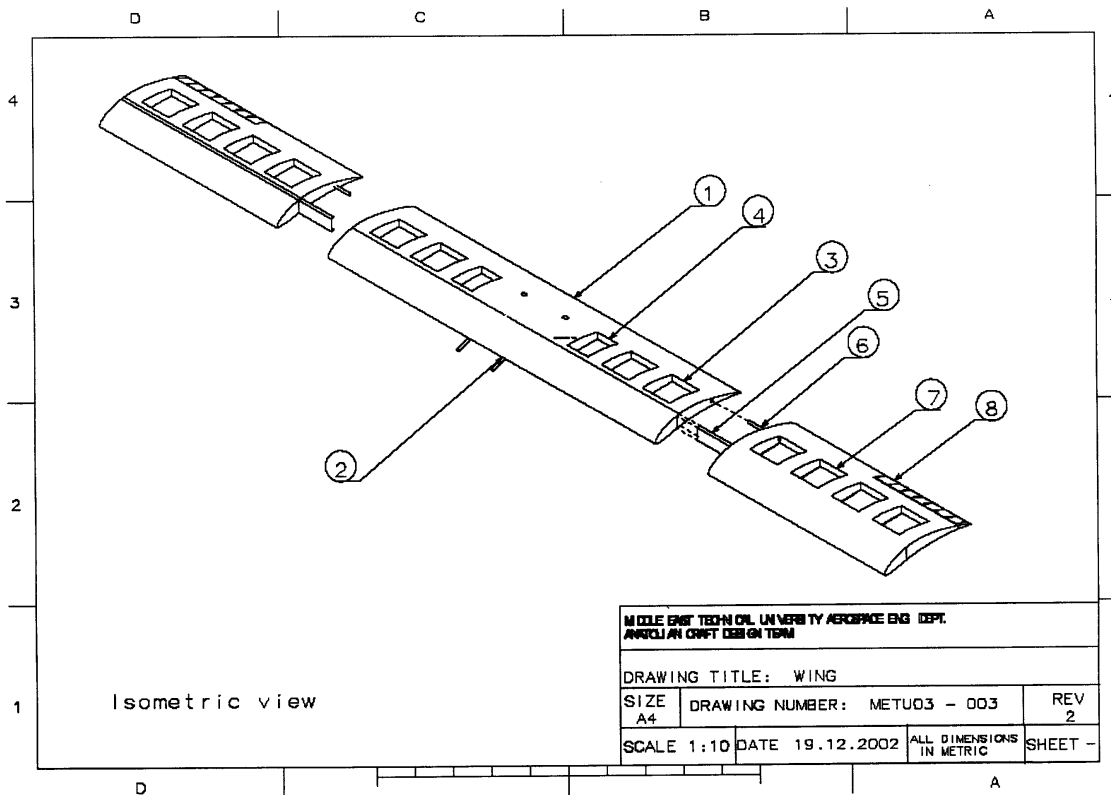 D C B A
4
1
4
3
5
3
6
7
8
2
2
1
Isometric view
MIDDLE EAST TECHNICAL UNIVERSITY AEROSPACE ENG DEPT.
ANATOLIAN CRAFT DESIGN TEAM
DRAWING TITLE: WING
SIZE A4
DRAWING NUMBER: METU03 - 003
REV 2
SCALE 1:10
DATE 19.12.2002
ALL DIMENSIONS
IN METRIC
SHEET -
D A